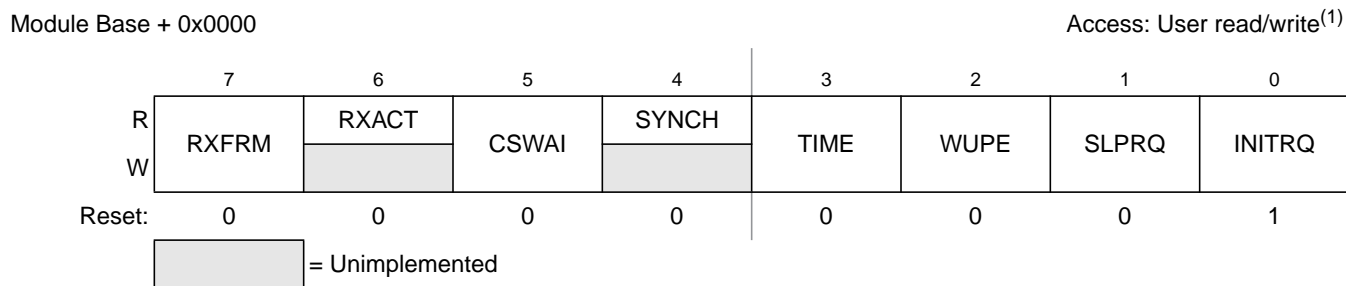 Module Base + 0x0000 Access: User read/write(1)
7 6 5 4 3 2 1 0
R RXFRM RXACT CSWAI SYNCH TIME WUPE SLPRQ INITRQ
W
Reset: 0 0 0 0 0 0 0 1
= Unimplemented